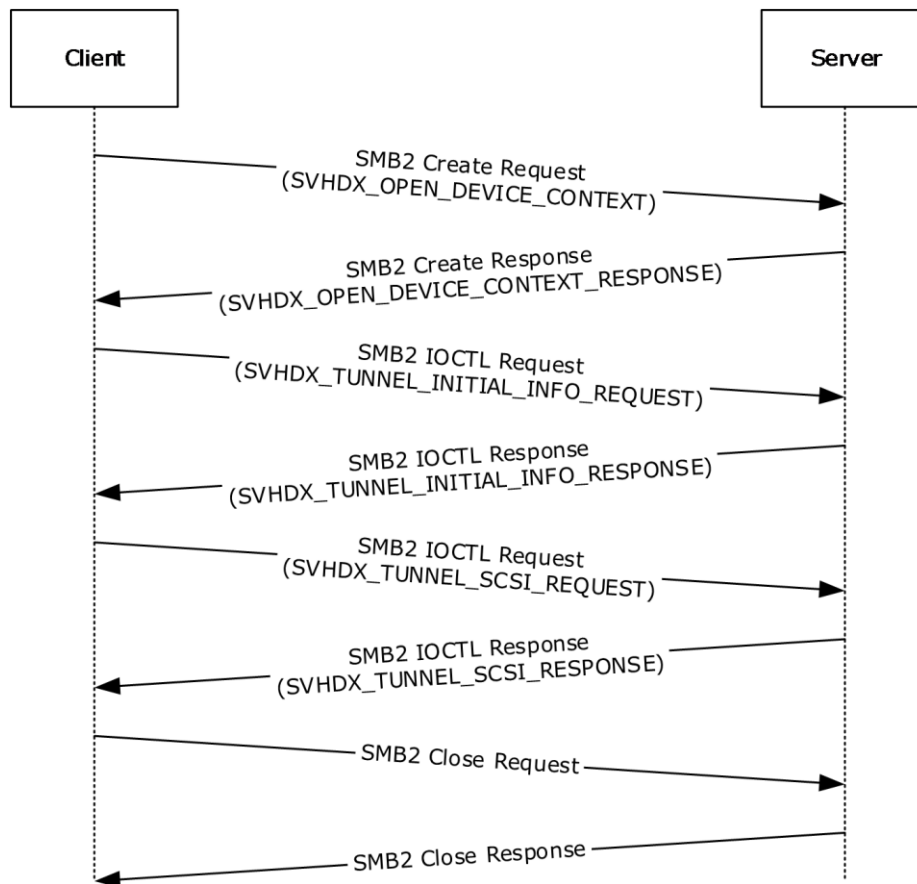 Client
Server
SMB2 Create Request
(SVHDX_OPEN_DEVICE_CONTEXT)
SMB2 Create Response
(SVHDX_OPEN_DEVICE_CONTEXT_RESPONSE)
SMB2 IOCTL Request
(SVHDX_TUNNEL_INITIAL_INFO_REQUEST)
SMB2 IOCTL Response
(SVHDX_TUNNEL_INITIAL_INFO_RESPONSE)
SMB2 IOCTL Request
(SVHDX_TUNNEL_SCSI_REQUEST)
SMB2 IOCTL Response
(SVHDX_TUNNEL_SCSI_RESPONSE)
SMB2 Close Request
SMB2 Close Response